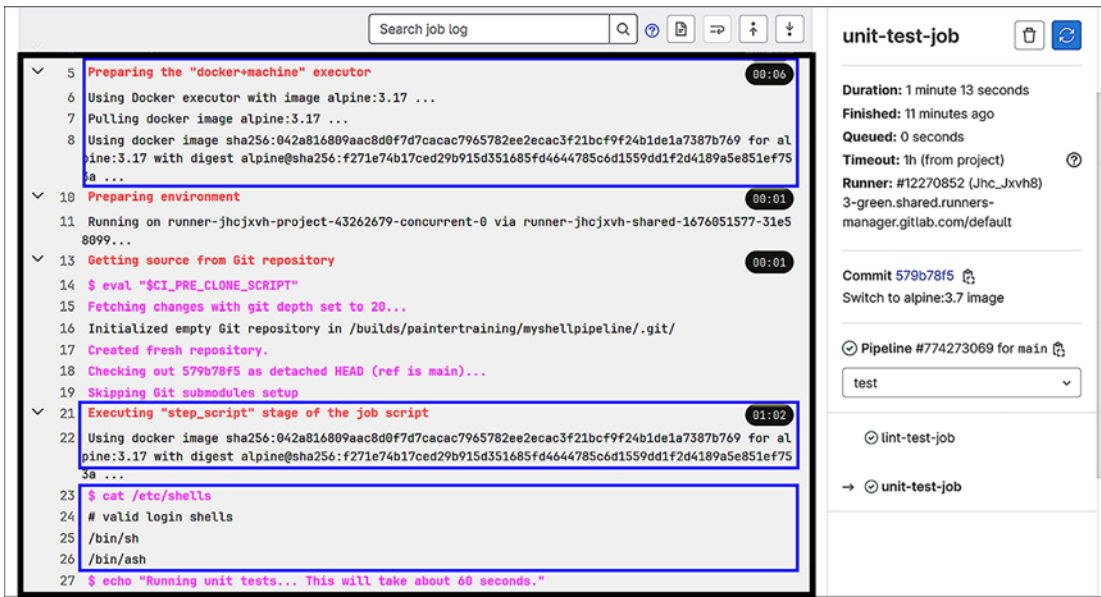 Search job log
unit-test-job
5 Preparing the "docker+machine" executor 00:06
6 Using Docker executor with image alpine:3.17 ...
7 Pulling docker image alpine:3.17 ...
8 Using docker image sha256:042a816809aac8d0f7d7cacac7965782ee2ecac3f21bcf9f24b1de1a7387b769 for al
pine:3.17 with digest alpine@sha256:f271e74b17ced29b915d351685fd4644785c6d1559dd1f2d4189a5e851ef75
3a ...
10 Preparing environment 00:01
11 Running on runner-jhcjxvh-project-43262679-concurrent-0 via runner-jhcjxvh-shared-1676051577-31e5
8099...
13 Getting source from Git repository 00:01
14 $ eval "$CI_PRE_CLONE_SCRIPT"
15 Fetching changes with git depth set to 20...
16 Initialized empty Git repository in /builds/paintertraining/myshellpipeline/.git/
17 Created fresh repository.
18 Checking out 579b78f5 as detached HEAD (ref is main)...
19 Skipping Git submodules setup
21 Executing "step_script" stage of the job script 01:02
22 Using docker image sha256:042a816809aac8d0f7d7cacac7965782ee2ecac3f21bcf9f24b1de1a7387b769 for al
pine:3.17 with digest alpine@sha256:f271e74b17ced29b915d351685fd4644785c6d1559dd1f2d4189a5e851ef75
3a ...
23 $ cat /etc/shells
24 # valid login shells
25 /bin/sh
26 /bin/ash
27 $ echo "Running unit tests... This will take about 60 seconds."
Duration: 1 minute 13 seconds
Finished: 11 minutes ago
Queued: 0 seconds
Timeout: 1h (from project)
Runner: #12270852 (Jhc_Jxvh8)
3-green.shared.runners-
manager.gitlab.com/default
Commit 579b78f5
Switch to alpine:3.7 image
Pipeline #774273069 for main
test
lint-test-job
→ unit-test-job